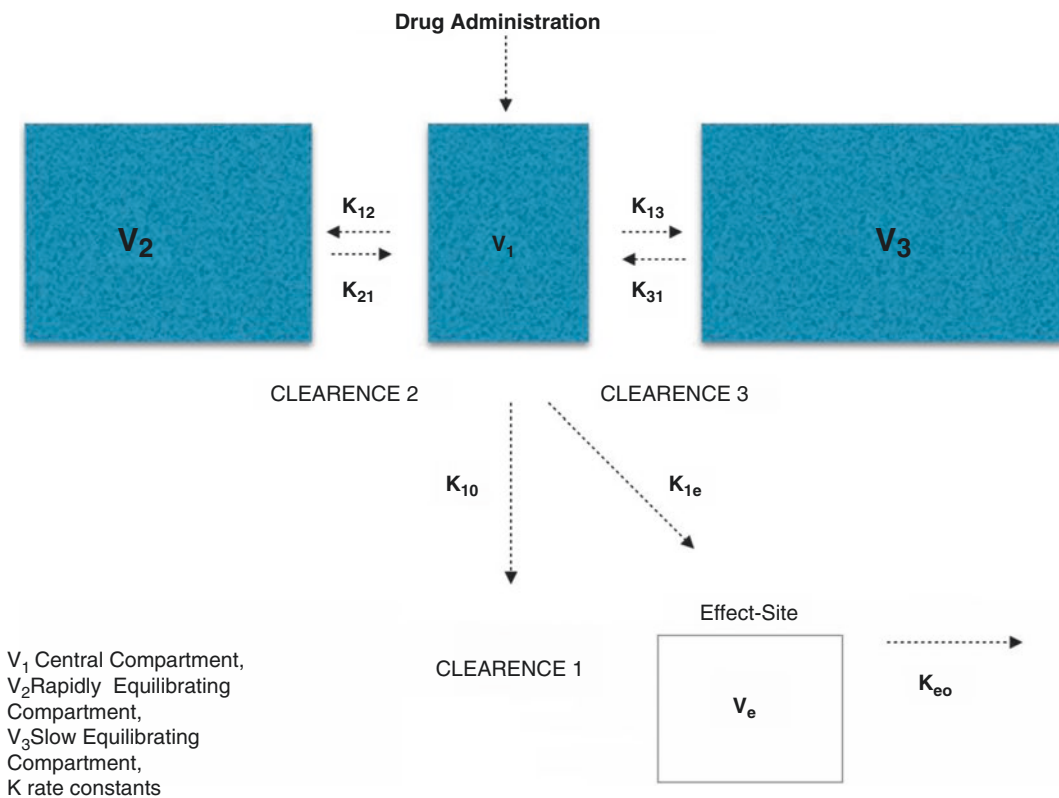 Drug Administration
K₁₂
K₁₃
V₂
V₁
V₃
K₂₁
K₃₁
CLEARENCE 2
CLEARENCE 3
K₁₀
K₁ₑ
Effect-Site
CLEARENCE 1
Vₑ
Kₑₒ
V₁ Central Compartment,
V₂Rapidly Equilibrating
Compartment,
V₃Slow Equilibrating
Compartment,
K rate constants